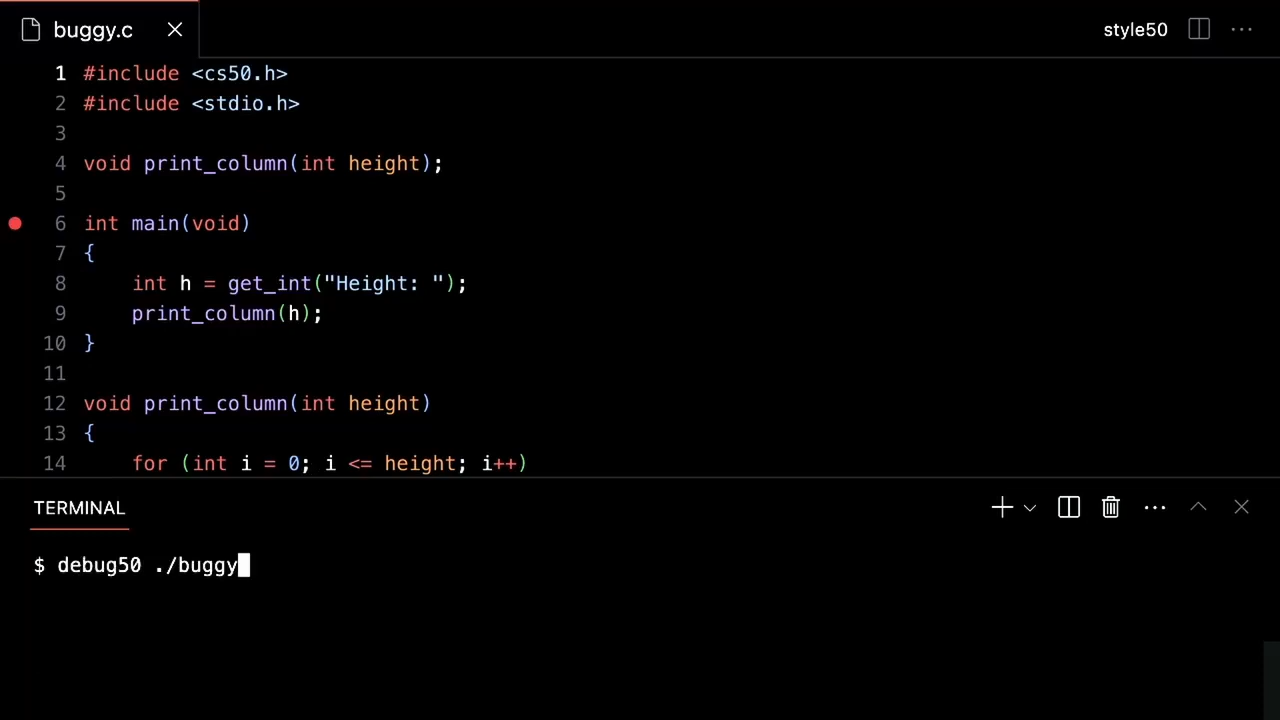 buggy.c
style50
1 #include <cs50.h>
2 #include <stdio.h>
3
4 void print_column(int height);
5
6 int main(void)
7 {
8     int h = get_int("Height: ");
9     print_column(h);
10 }
11
12 void print_column(int height)
13 {
14     for (int i = 0; i <= height; i++)
TERMINAL
$ debug50 ./buggy